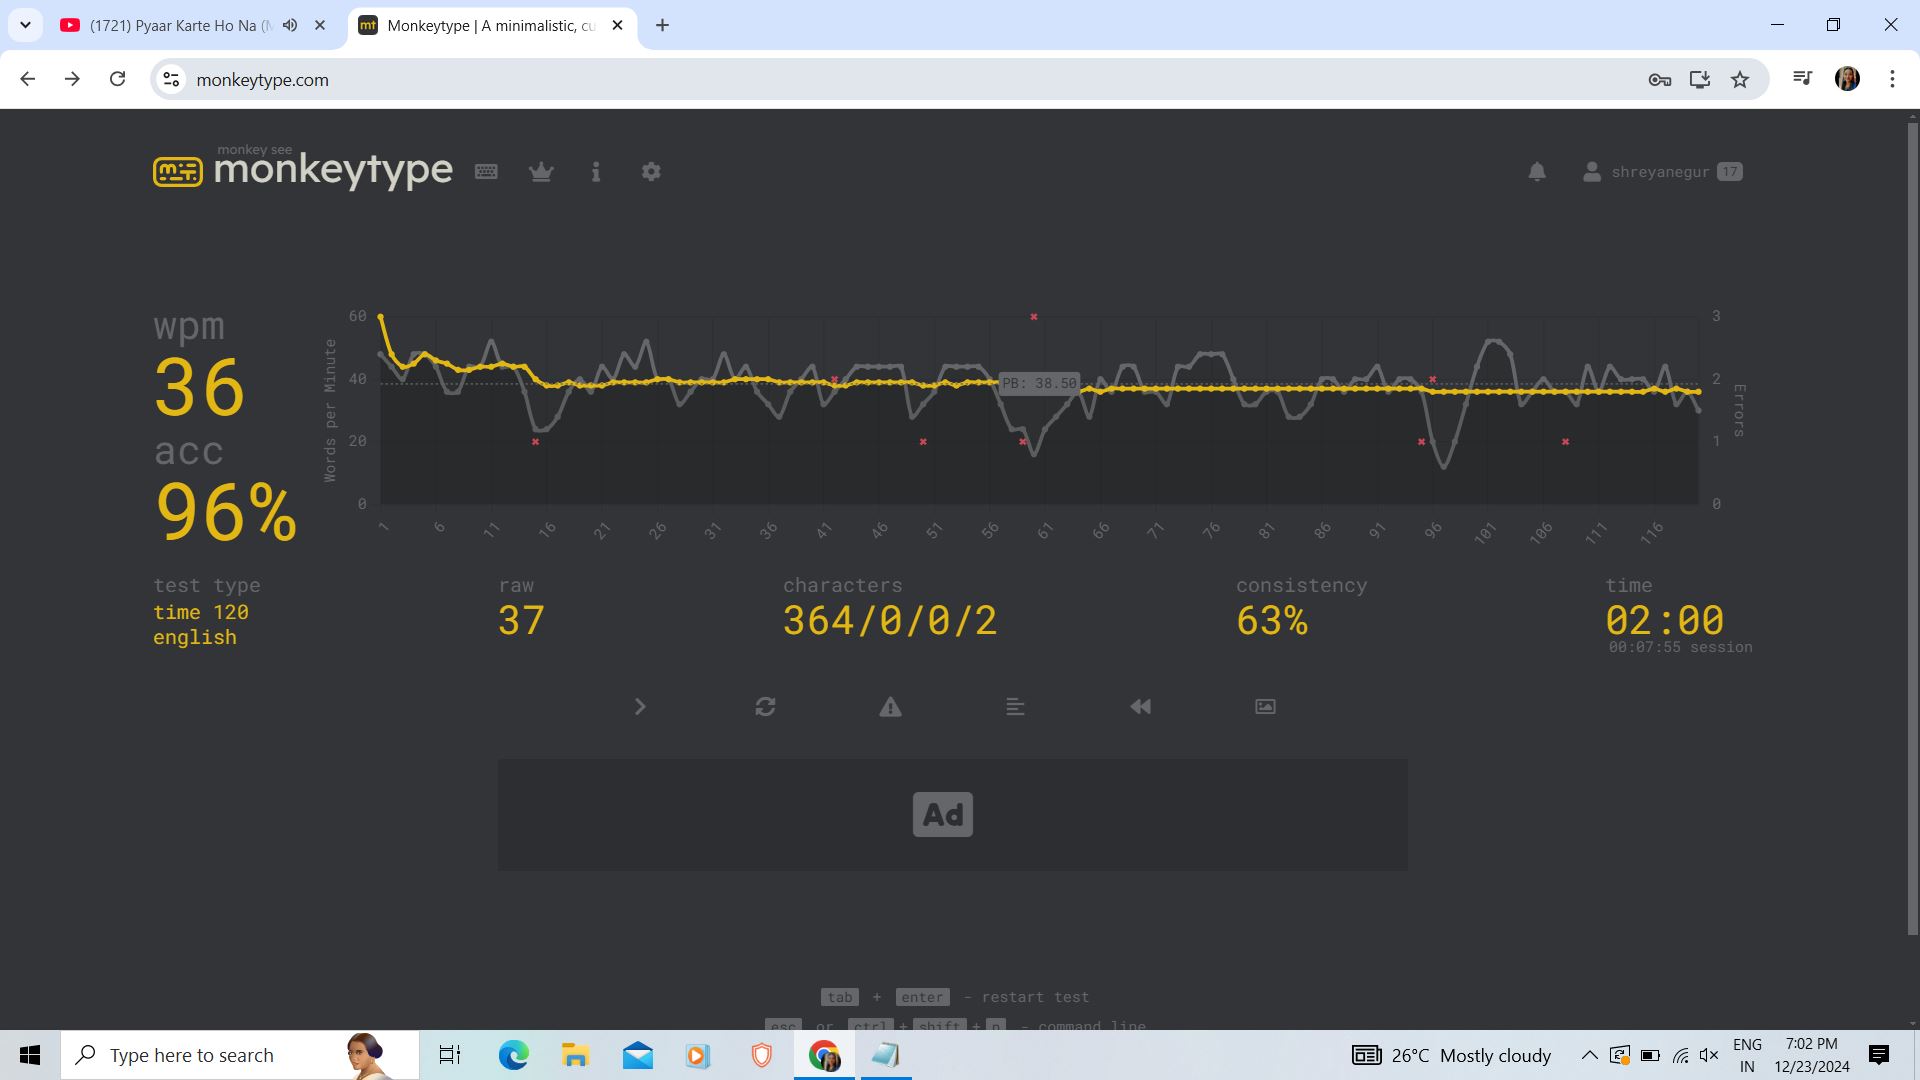 (1721) Pyaar Karte Ho Na (M
Monkeytype | A minimalistic, cu
monkeytype.com
monkey see
monkeytype
shreyanegur 17
wpm
36
acc
96%
Words per Minute
60
40
20
0
PB: 38.50
3
2
1
0
Errors
1 6 11 16 21 26 31 36 41 46 51 56 61 66 71 76 81 86 91 96 101 106 111 116
test type
time 120
english
raw
37
characters
364/0/0/2
consistency
63%
time
02:00
00:07:55 session
Ad
tab + enter - restart test
esc or ctrl + shift + p - command line
Type here to search
26°C Mostly cloudy
ENG
IN
7:02 PM
12/23/2024